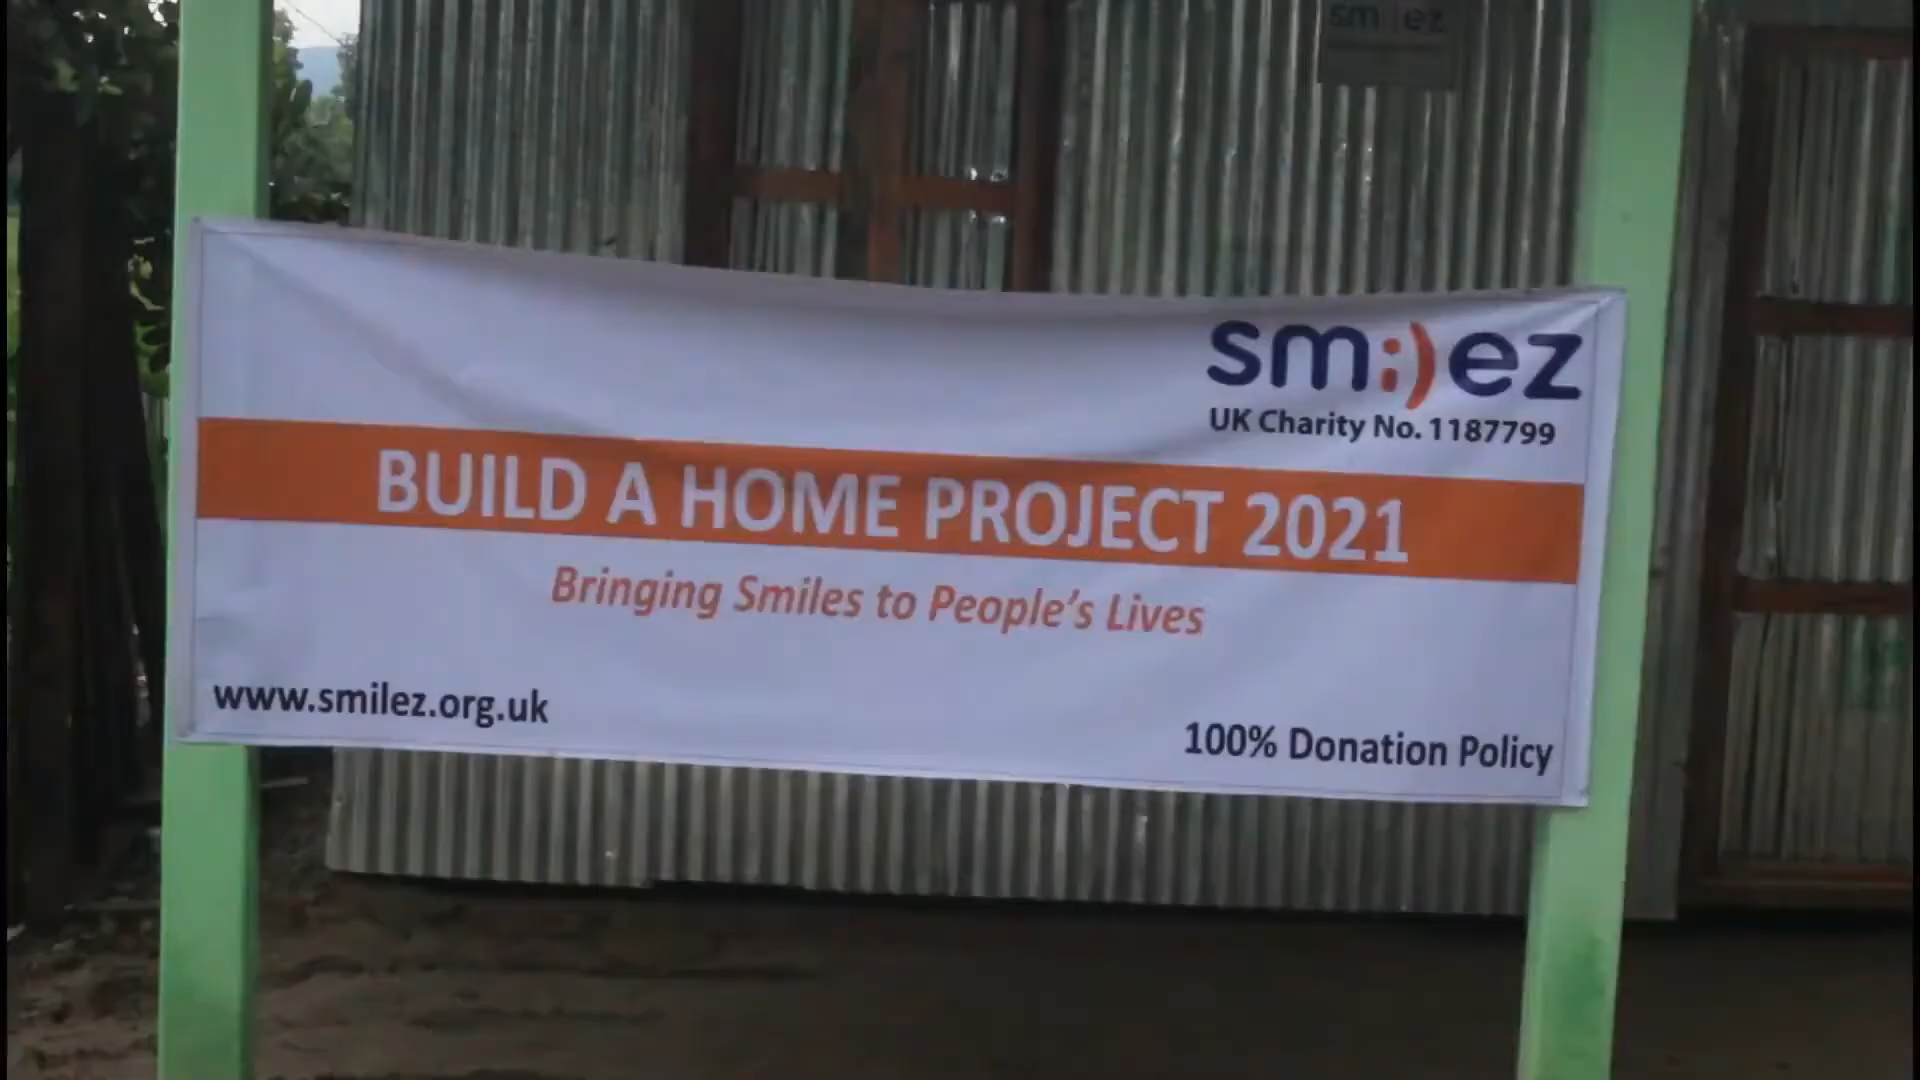 smilez
sm:)ez
UK Charity No. 1187799
BUILD A HOME PROJECT 2021
Bringing Smiles to People's Lives
www.smilez.org.uk
100% Donation Policy